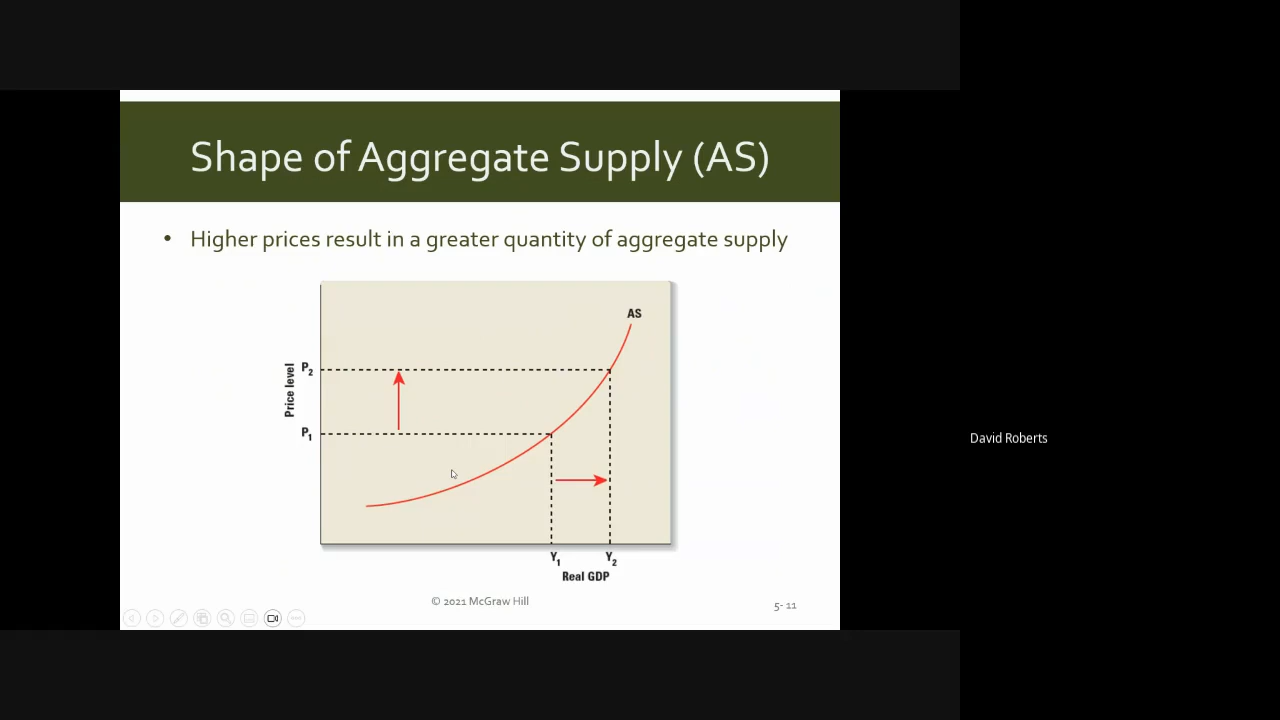 Shape of Aggregate Supply (AS)
• Higher prices result in a greater quantity of aggregate supply
AS
P2
Price level
P1
Y1 Y2
Real GDP
© 2021 McGraw Hill
5- 11
David Roberts